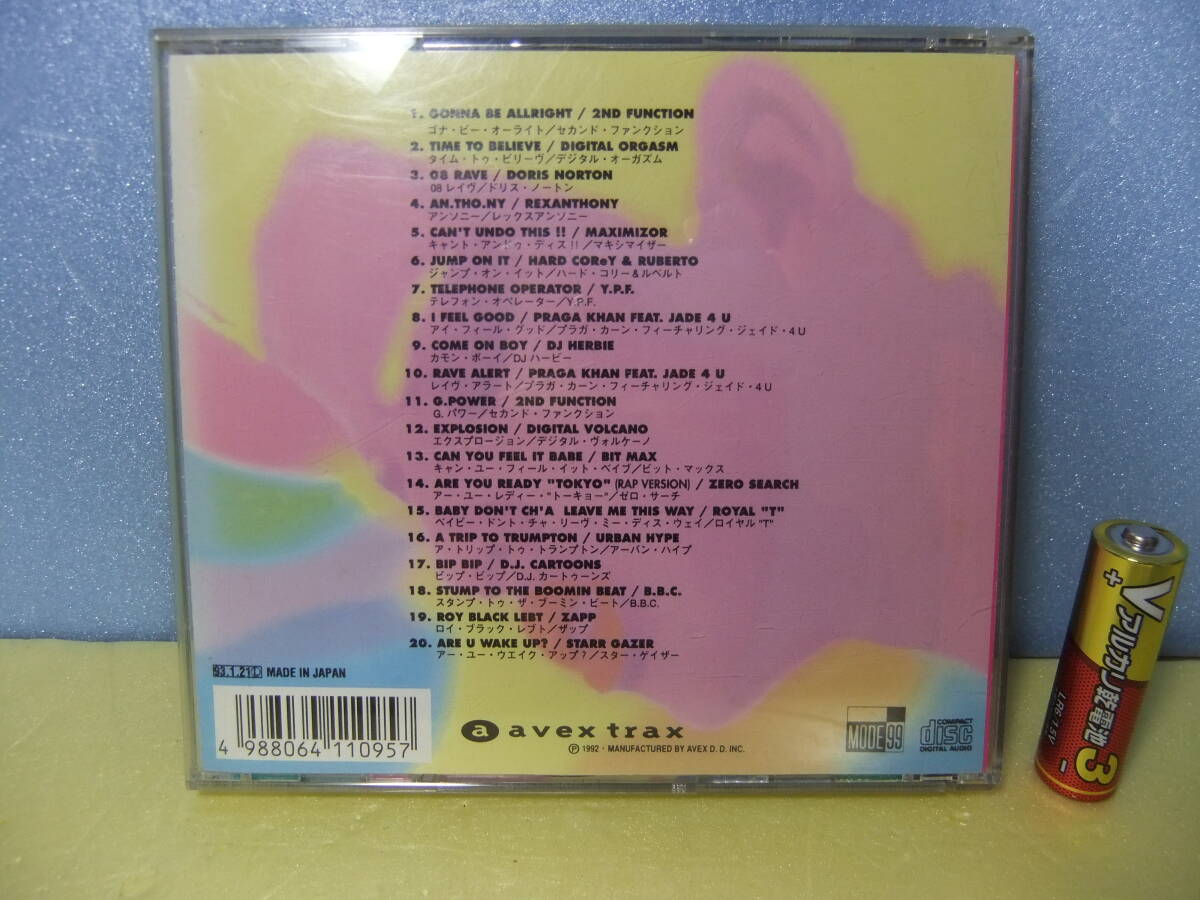 1. GONNA BE ALLRIGHT / 2ND FUNCTION
ゴナ・ビー・オーライト／セカンド・ファンクション
2. TIME TO BELIEVE / DIGITAL ORGASM
タイム・トゥ・ビリーヴ／デジタル・オーガズム
3. 08 RAVE / DORIS NORTON
08 レイヴ／ドリス・ノートン
4. AN.THO.NY / REXANTHONY
アンソニー／レックスアンソニー
5. CAN'T UNDO THIS !! / MAXIMIZOR
キャント・アンドゥ・ディス!!／マキシマイザー
6. JUMP ON IT / HARD COReY & RUBERTO
ジャンプ・オン・イット／ハード・コリー&ルベルト
7. TELEPHONE OPERATOR / Y.P.F.
テレフォン・オペレーター／Y.P.F.
8. I FEEL GOOD / PRAGA KHAN FEAT. JADE 4 U
アイ・フィール・グッド／プラガ・カーン・フィーチャリング・ジェイド・4U
9. COME ON BOY / DJ HERBIE
カモン・ボーイ／DJ ハービー
10. RAVE ALERT / PRAGA KHAN FEAT. JADE 4 U
レイヴ・アラート／プラガ・カーン・フィーチャリング・ジェイド・4U
11. G.POWER / 2ND FUNCTION
G. パワー／セカンド・ファンクション
12. EXPLOSION / DIGITAL VOLCANO
エクスプロージョン／デジタル・ヴォルケーノ
13. CAN YOU FEEL IT BABE / BIT MAX
キャン・ユー・フィール・イット・ベイブ／ビット・マックス
14. ARE YOU READY "TOKYO" (RAP VERSION) / ZERO SEARCH
アー・ユー・レディー・"トーキョー"／ゼロ・サーチ
15. BABY DON'T CH'A LEAVE ME THIS WAY / ROYAL "T"
ベイビー・ドント・チャ・リーヴ・ミー・ディス・ウェイ／ロイヤル "T"
16. A TRIP TO TRUMPTON / URBAN HYPE
ア・トリップ・トゥ・トランプトン／アーバン・ハイプ
17. BIP BIP / D.J. CARTOONS
ビップ・ビップ／D.J. カートゥーンズ
18. STUMP TO THE BOOMIN BEAT / B.B.C.
スタンプ・トゥ・ザ・ブーミン・ビート／B.B.C.
19. ROY BLACK LEBT / ZAPP
ロイ・ブラック・レブト／ザップ
20. ARE U WAKE UP? / STARR GAZER
アー・ユー・ウエイク・アップ?／スター・ゲイザー
93.1.21 MADE IN JAPAN
4 988064 110957
a avex trax
℗ 1992・MANUFACTURED BY AVEX D. D. INC.
MODE 99
COMPACT
disc
DIGITAL AUDIO
+
V アルカリ乾電池 3
LR6 1.5V
−